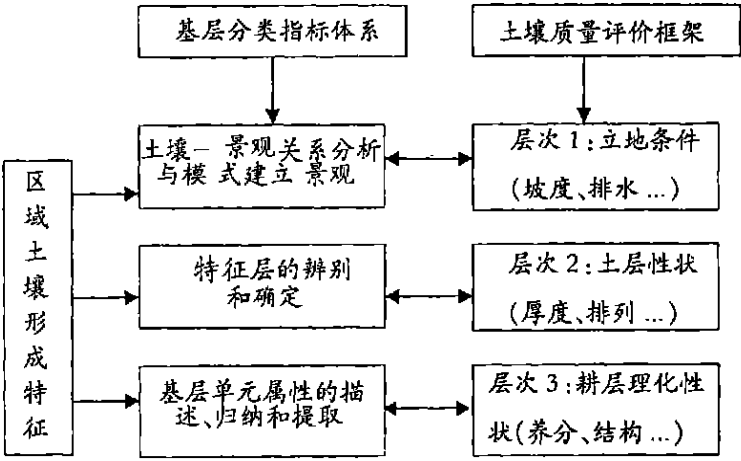 基层分类指标体系
土壤质量评价框架
土壤- 景观关系分析
与模 式建立 景观
层次1:立地条件
(坡度、排水...)
区
域
土
壤
形
成
特
征
特征层的辨别
和确定
层次2:土层性状
(厚度、排列...)
基层单元属性的描
述、归纳和提取
层次3:耕层理化性
状(养分、结构...)